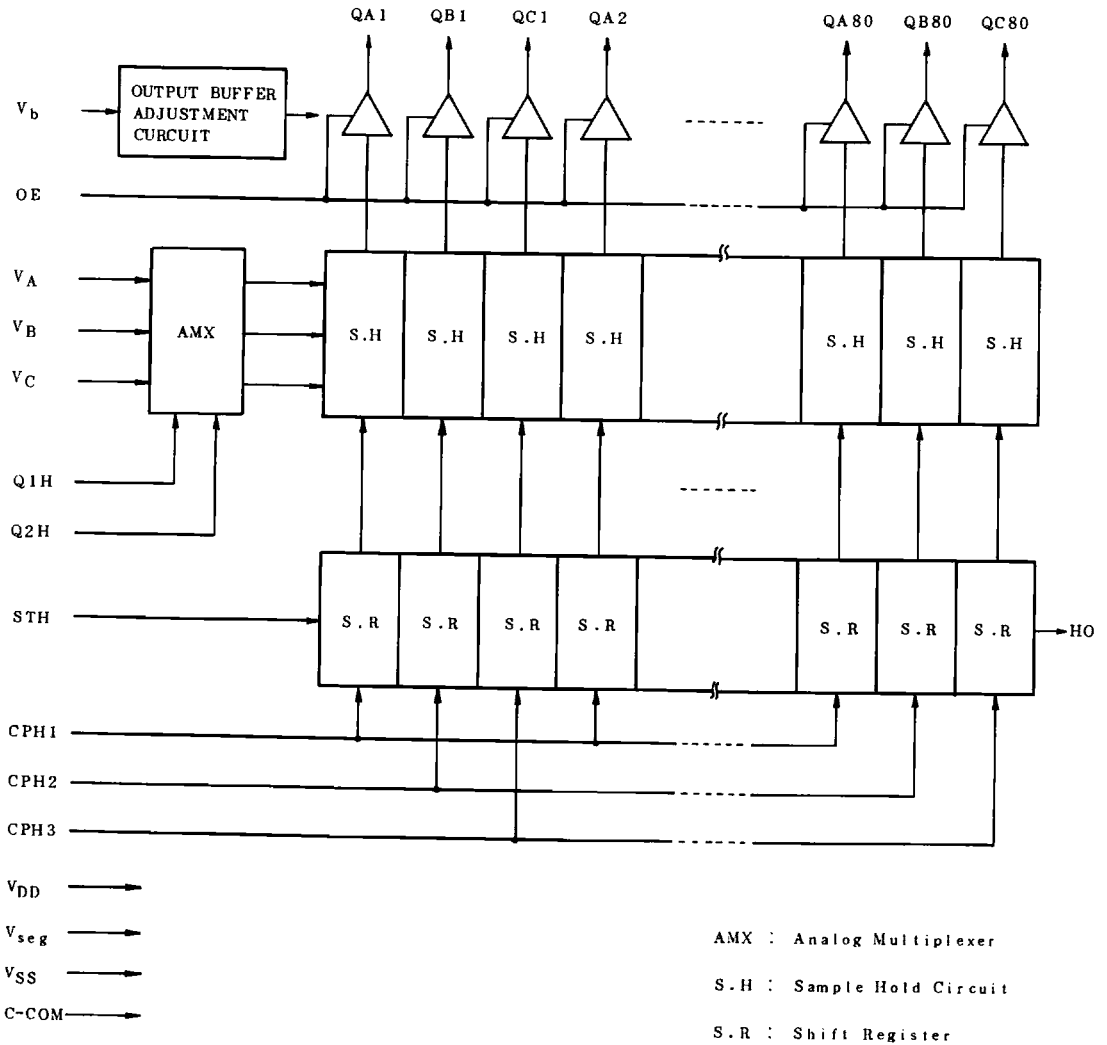 QA1 QB1 QC1 QA2 QA80 QB80 QC80
Vb
OUTPUT BUFFER
ADJUSTMENT
CURCUIT
OE
VA
VB
VC
AMX
S.H S.H S.H S.H S.H S.H S.H
Q1H
Q2H
STH
S.R S.R S.R S.R S.R S.R S.R
HO
CPH1
CPH2
CPH3
VDD
Vseg
VSS
C-COM
AMX : Analog Multiplexer
S.H : Sample Hold Circuit
S.R : Shift Register